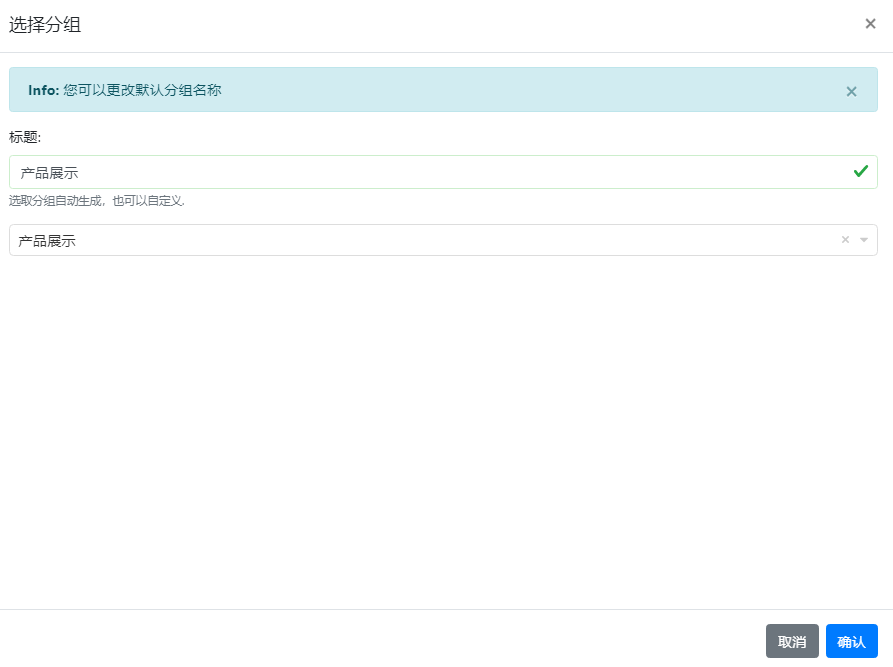 选择分组
Info: 您可以更改默认分组名称
标题:
产品展示
选取分组自动生成，也可以自定义.
产品展示
取消 确认